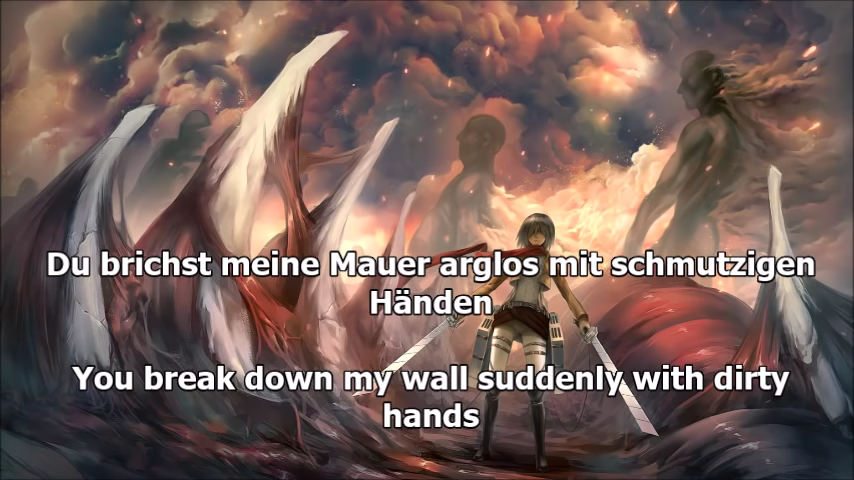 Du brichst meine Mauer arglos mit schmutzigen
Händen
You break down my wall suddenly with dirty
hands